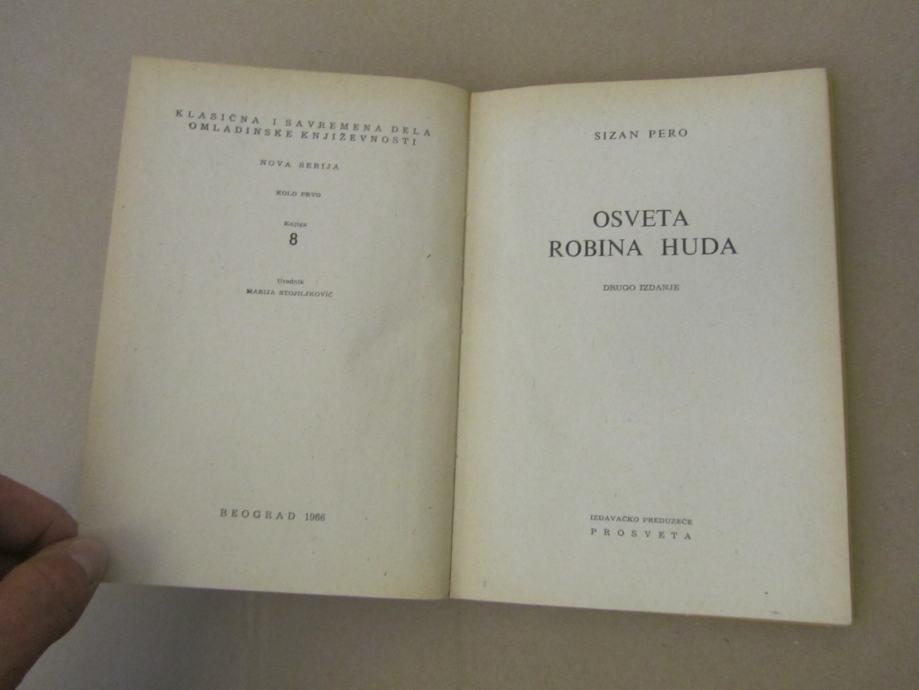 KLASIČNA I SAVREMENA DELA
OMLADINSKE KNJIŽEVNOSTI
NOVA SERIJA
KOLO PRVO
Knjiga
8
Urednik
MARIJA STOJILJKOVIĆ
BEOGRAD 1966
SIZAN PERO
OSVETA
ROBINA HUDA
DRUGO IZDANJE
IZDAVAČKO PREDUZEĆE
PROSVETA